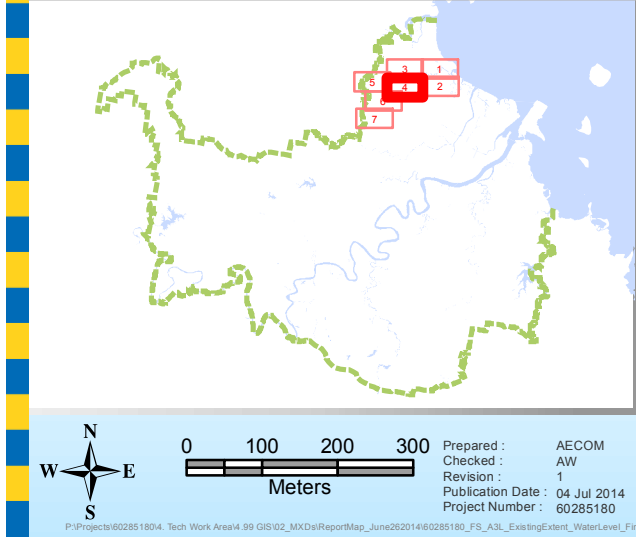 3 1
5 4 2
6
7
N
W E
S
0 100 200 300
Meters
Prepared : AECOM
Checked : AW
Revision : 1
Publication Date : 04 Jul 2014
Project Number : 60285180
P:\Projects\60285180\4. Tech Work Area\4.99 GIS\02_MXDs\ReportMap_June262014\60285180_FS_A3L_ExistingExtent_WaterLevel_Fir